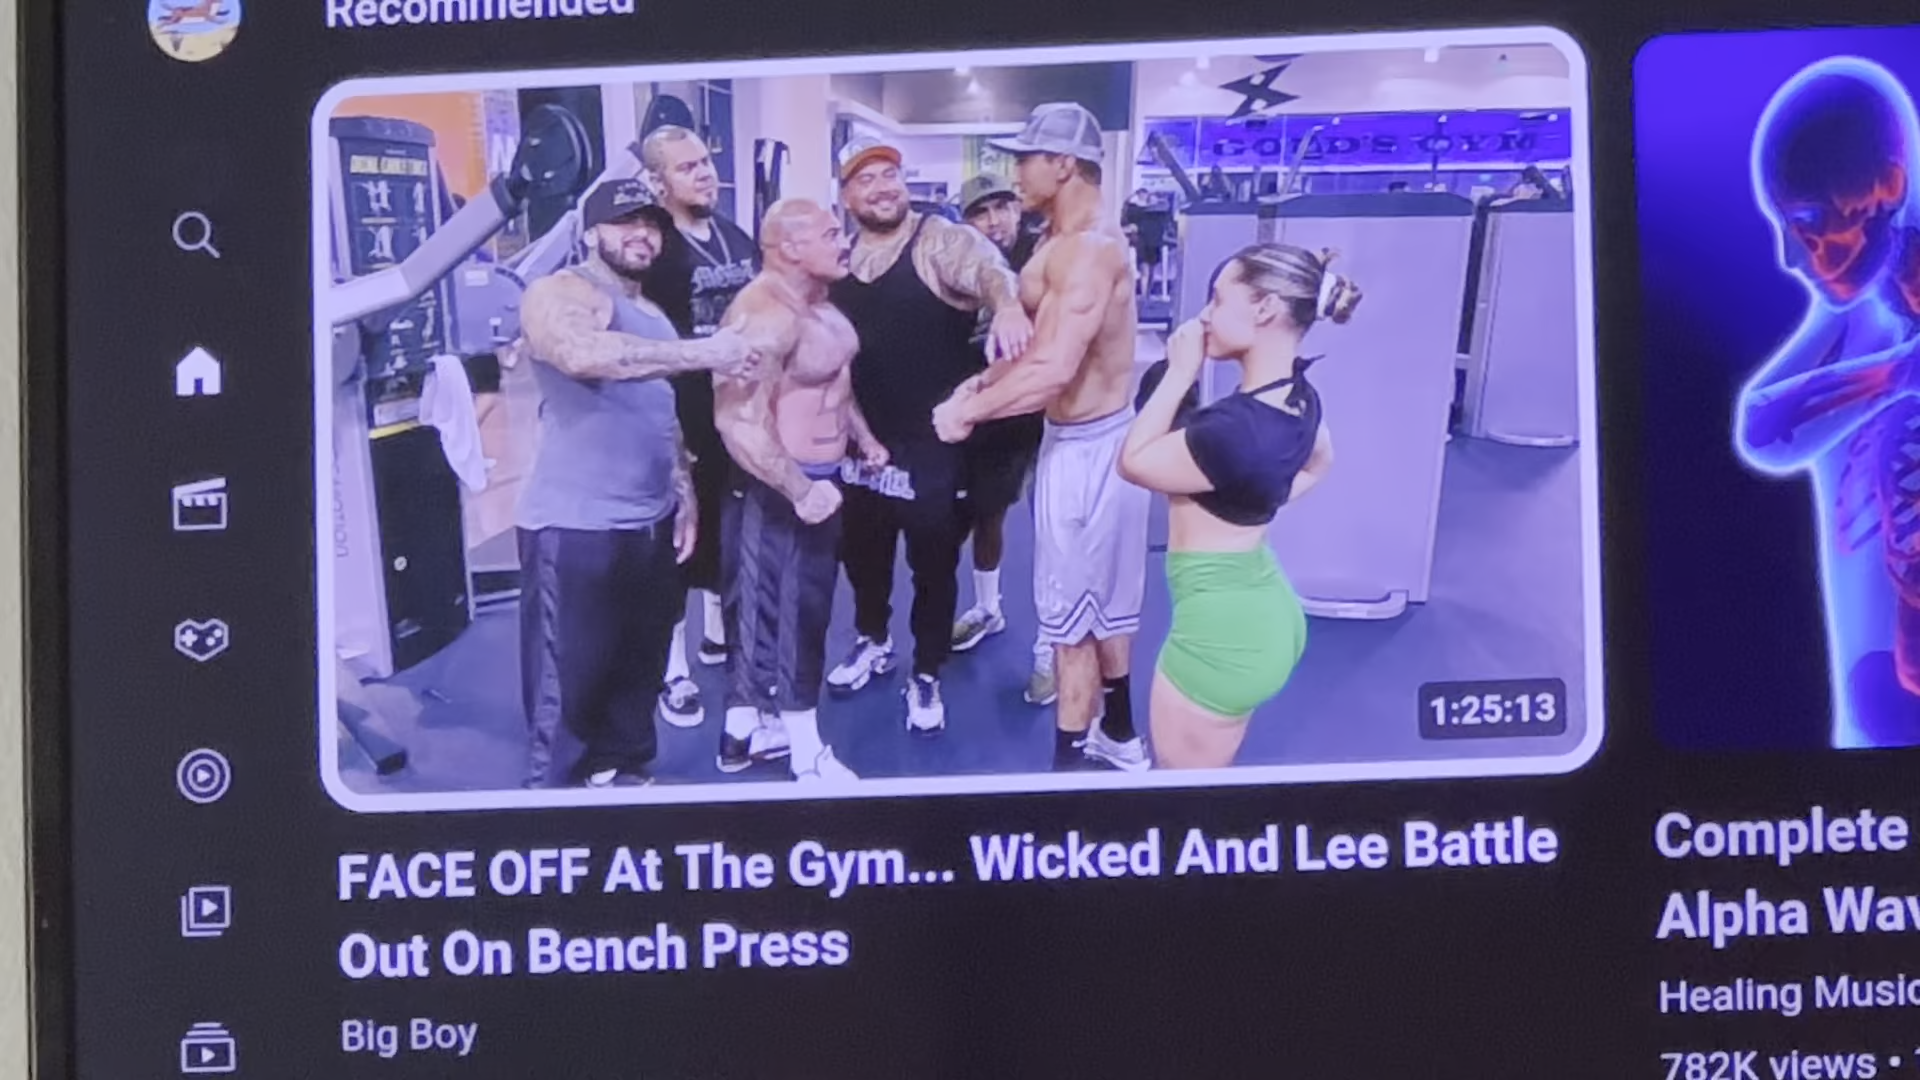 Recommended
GOLD'S GYM
1:25:13
FACE OFF At The Gym... Wicked And Lee Battle
Out On Bench Press
Big Boy
Complete
Alpha Wav
Healing Music
782K views •